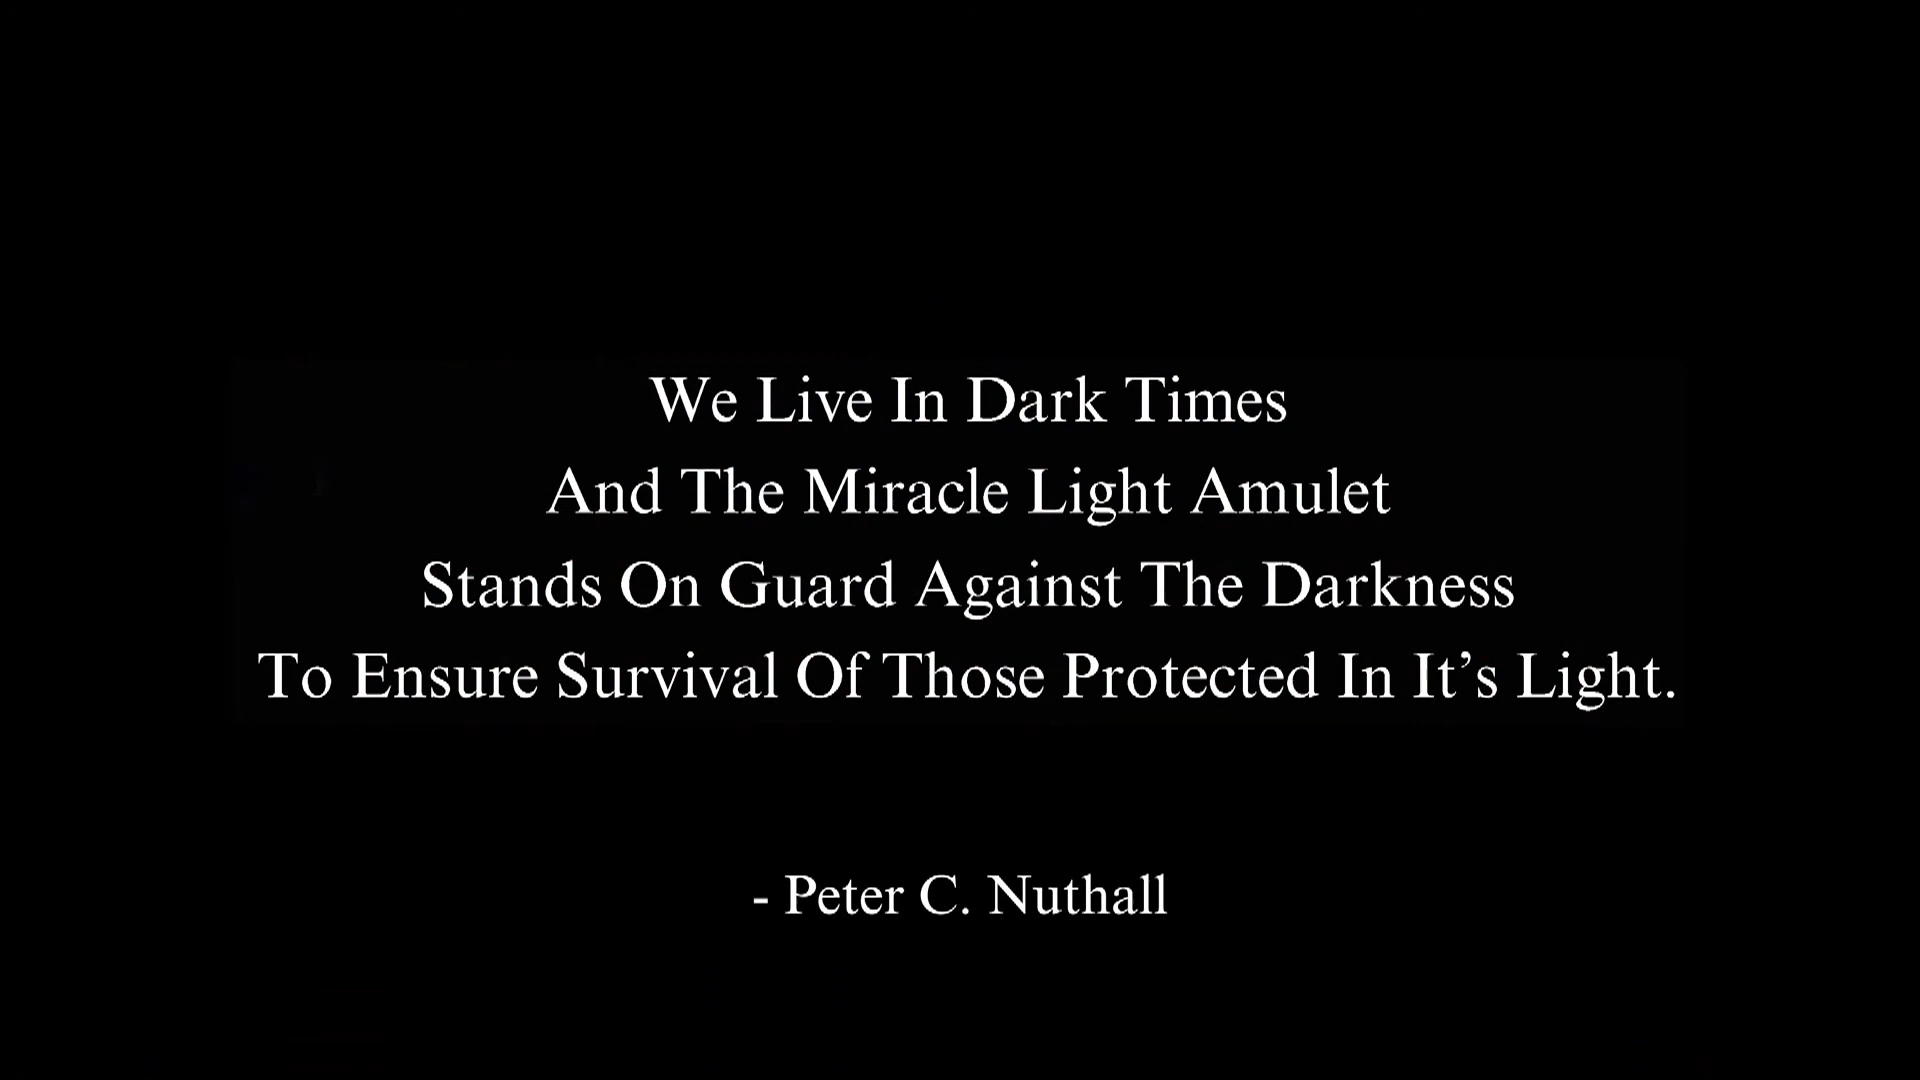 We Live In Dark Times
And The Miracle Light Amulet
Stands On Guard Against The Darkness
To Ensure Survival Of Those Protected In It’s Light.
- Peter C. Nuthall